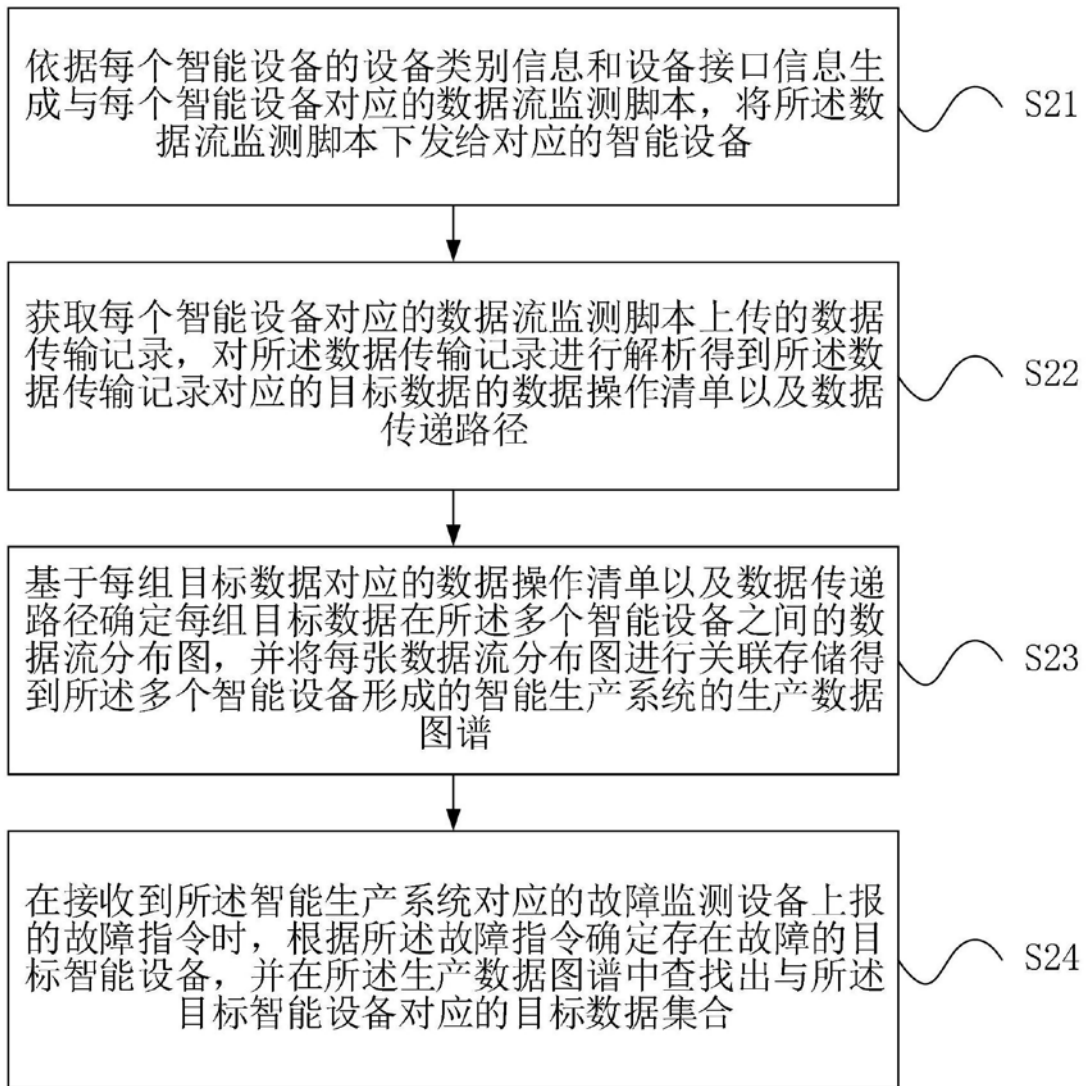 依据每个智能设备的设备类别信息和设备接口信息生
成与每个智能设备对应的数据流监测脚本，将所述数
据流监测脚本下发给对应的智能设备
S21
获取每个智能设备对应的数据流监测脚本上传的数据
传输记录，对所述数据传输记录进行解析得到所述数
据传输记录对应的目标数据的数据操作清单以及数据
传递路径
S22
基于每组目标数据对应的数据操作清单以及数据传递
路径确定每组目标数据在所述多个智能设备之间的数
据流分布图，并将每张数据流分布图进行关联存储得
到所述多个智能设备形成的智能生产系统的生产数据
图谱
S23
在接收到所述智能生产系统对应的故障监测设备上报
的故障指令时，根据所述故障指令确定存在故障的目
标智能设备，并在所述生产数据图谱中查找出与所述
目标智能设备对应的目标数据集合
S24